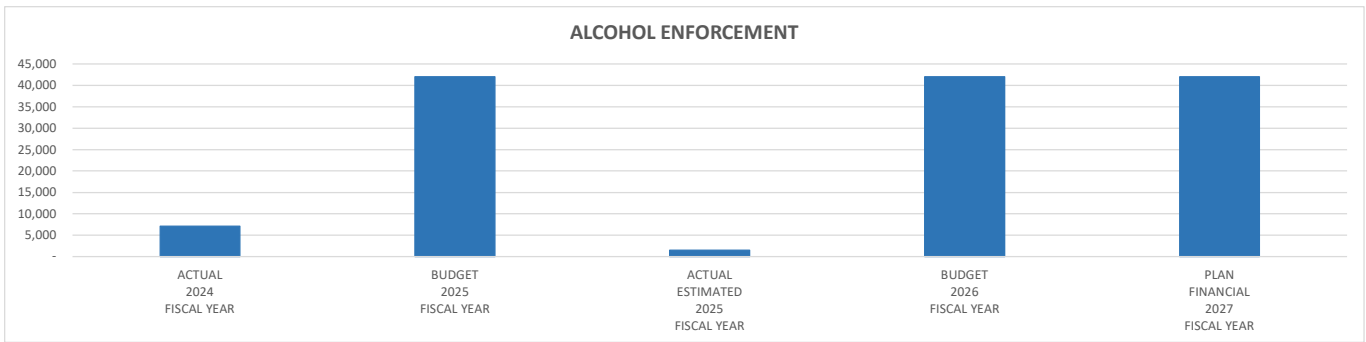 ALCOHOL ENFORCEMENT
45,000
40,000
35,000
30,000
25,000
20,000
15,000
10,000
5,000
-
ACTUAL
2024
FISCAL YEAR
BUDGET
2025
FISCAL YEAR
ACTUAL
ESTIMATED
2025
FISCAL YEAR
BUDGET
2026
FISCAL YEAR
PLAN
FINANCIAL
2027
FISCAL YEAR